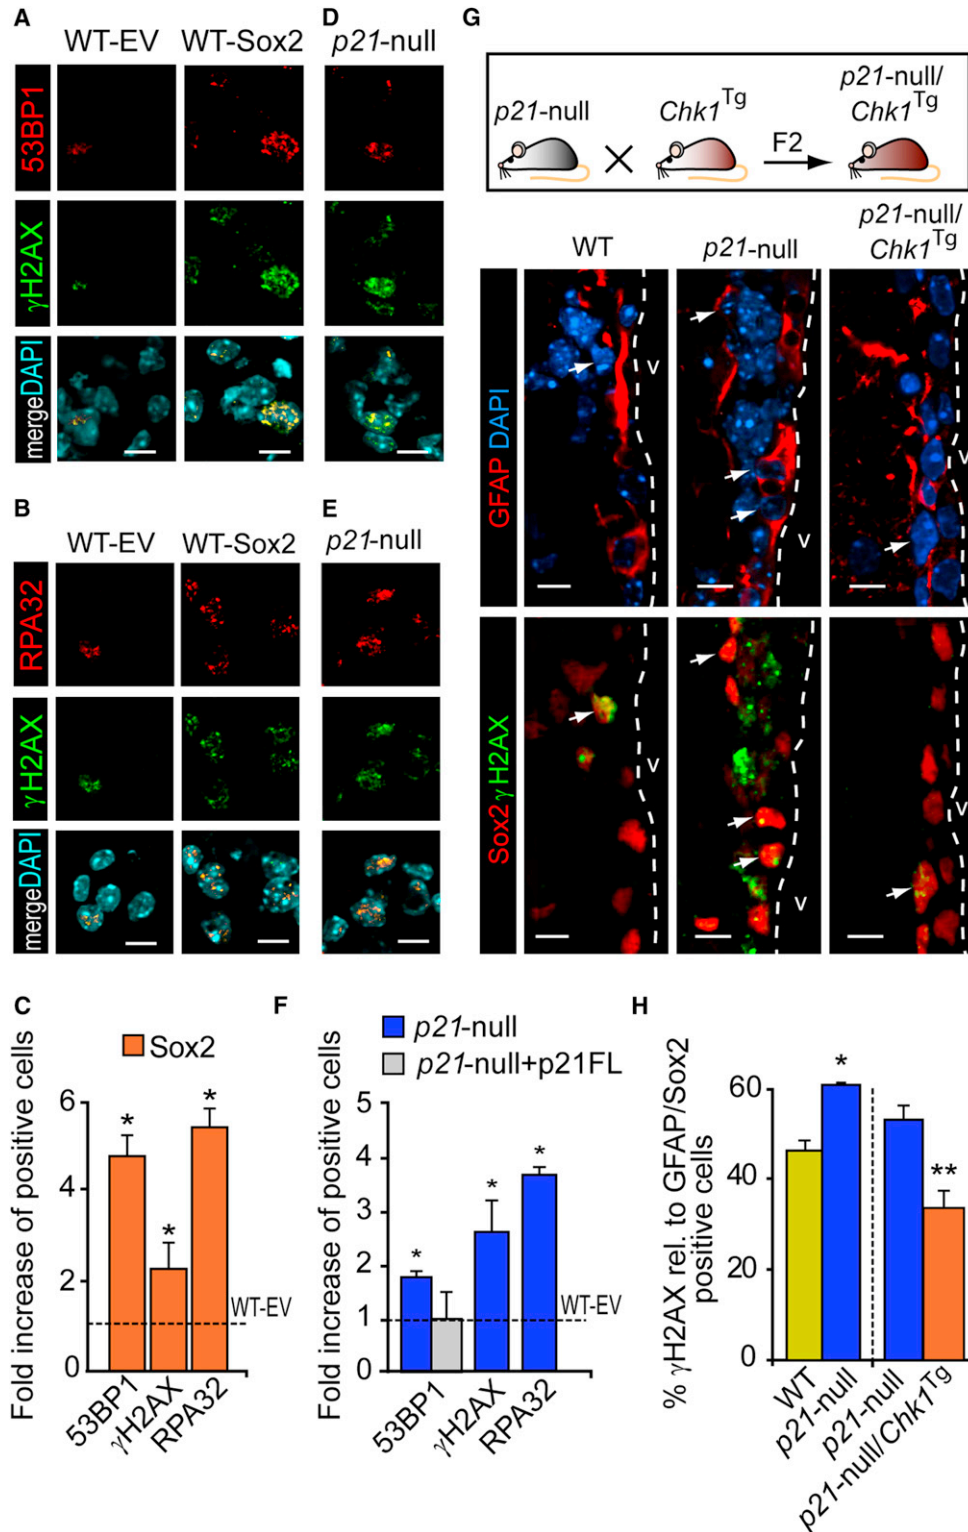 A
WT-EV WT-Sox2
53BP1
γH2AX
mergeDAPI
D
p21-null
B
WT-EV WT-Sox2
RPA32
γH2AX
mergeDAPI
E
p21-null
C
Sox2
Fold increase of positive cells
6
4
2
0
* * *
WT-EV
53BP1
γH2AX
RPA32
F
p21-null
p21-null+p21FL
Fold increase of positive cells
5
4
3
2
1
0
* * *
WT-EV
53BP1
γH2AX
RPA32
G
p21-null
Chk1Tg
F2
p21-null/
Chk1Tg
WT
p21-null
p21-null/
Chk1Tg
GFAP DAPI
v
v
v
Sox2 γH2AX
v
v
v
H
% γH2AX rel. to GFAP/Sox2
positive cells
60
40
20
0
*
**
WT
p21-null
p21-null
p21-null/Chk1Tg